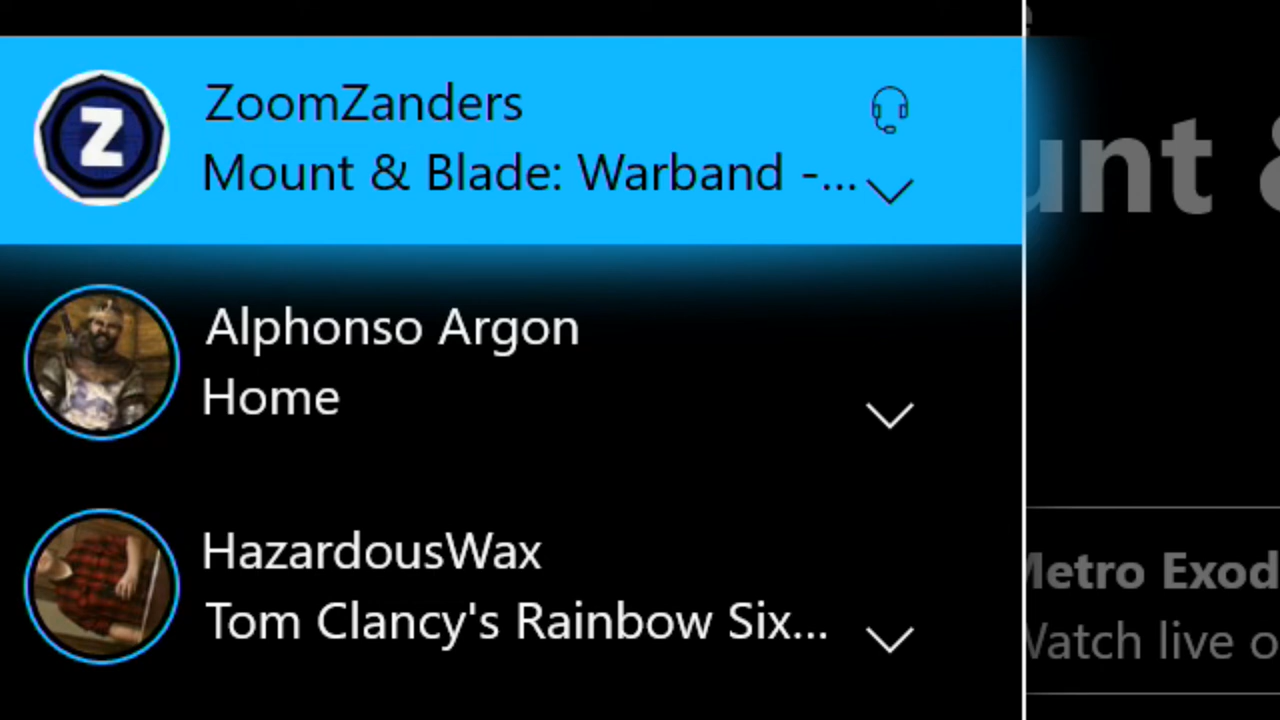 Z
ZoomZanders
Mount & Blade: Warband -...
Alphonso Argon
Home
HazardousWax
Tom Clancy's Rainbow Six...
unt &
Metro Exod
Watch live o